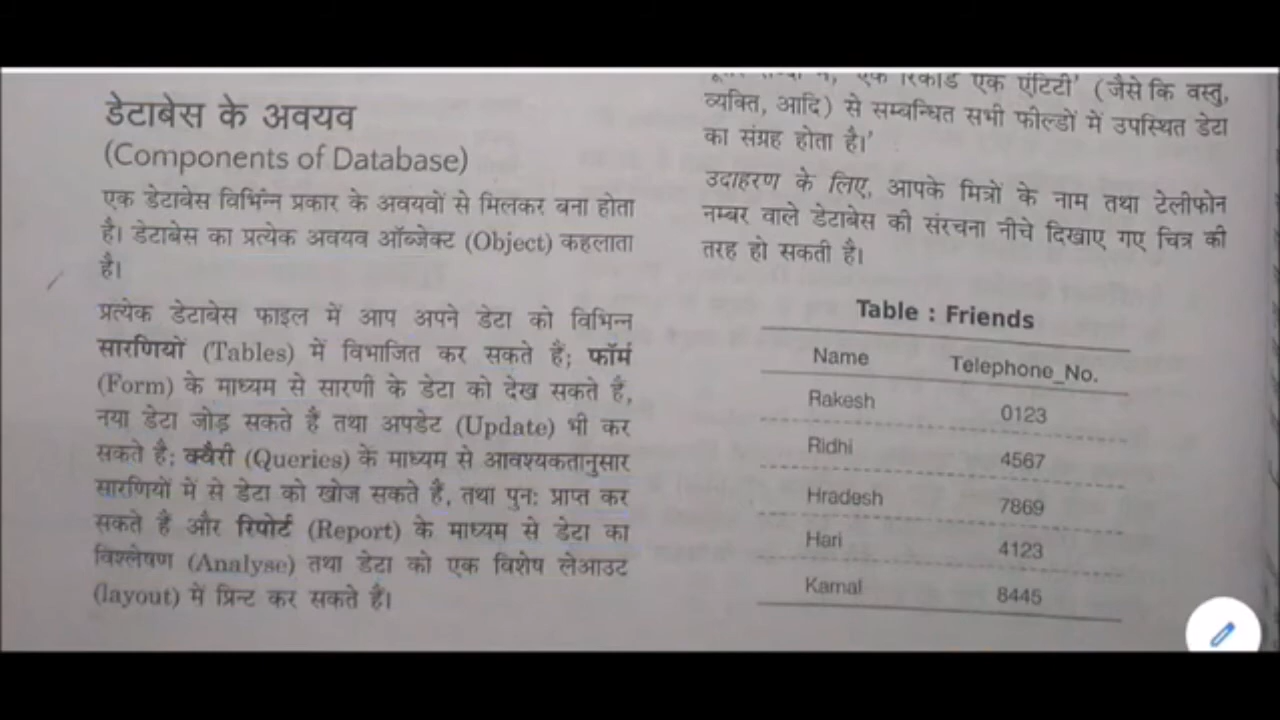 डेटाबेस के अवयव
(Components of Database)
एक डेटाबेस विभिन्न प्रकार के अवयवों से मिलकर बना होता
है। डेटाबेस का प्रत्येक अवयव ऑब्जेक्ट (Object) कहलाता
है।
प्रत्येक डेटाबेस फाइल में आप अपने डेटा को विभिन्न
सारणियों (Tables) में विभाजित कर सकते हैं; फॉर्म
(Form) के माध्यम से सारणी के डेटा को देख सकते हैं,
नया डेटा जोड़ सकते हैं तथा अपडेट (Update) भी कर
सकते है; क्वैरी (Queries) के माध्यम से आवश्यकतानुसार
सारणियों में से डेटा को खोज सकते हैं, तथा पुन: प्राप्त कर
सकते हैं और रिपोर्ट (Report) के माध्यम से डेटा का
विश्लेषण (Analyse) तथा डेटा को एक विशेष लेआउट
(layout) में प्रिन्ट कर सकते हैं।
एक रिकॉर्ड एक एंटिटी' (जैसे कि वस्तु,
व्यक्ति, आदि) से सम्बन्धित सभी फील्डों में उपस्थित डेटा
का संग्रह होता है।'
उदाहरण के लिए, आपके मित्रों के नाम तथा टेलीफोन
नम्बर वाले डेटाबेस की संरचना नीचे दिखाए गए चित्र की
तरह हो सकती है।
Table : Friends
Name Telephone_No.
Rakesh 0123
Ridhi 4567
Hradesh 7869
Hari 4123
Kamal 8445